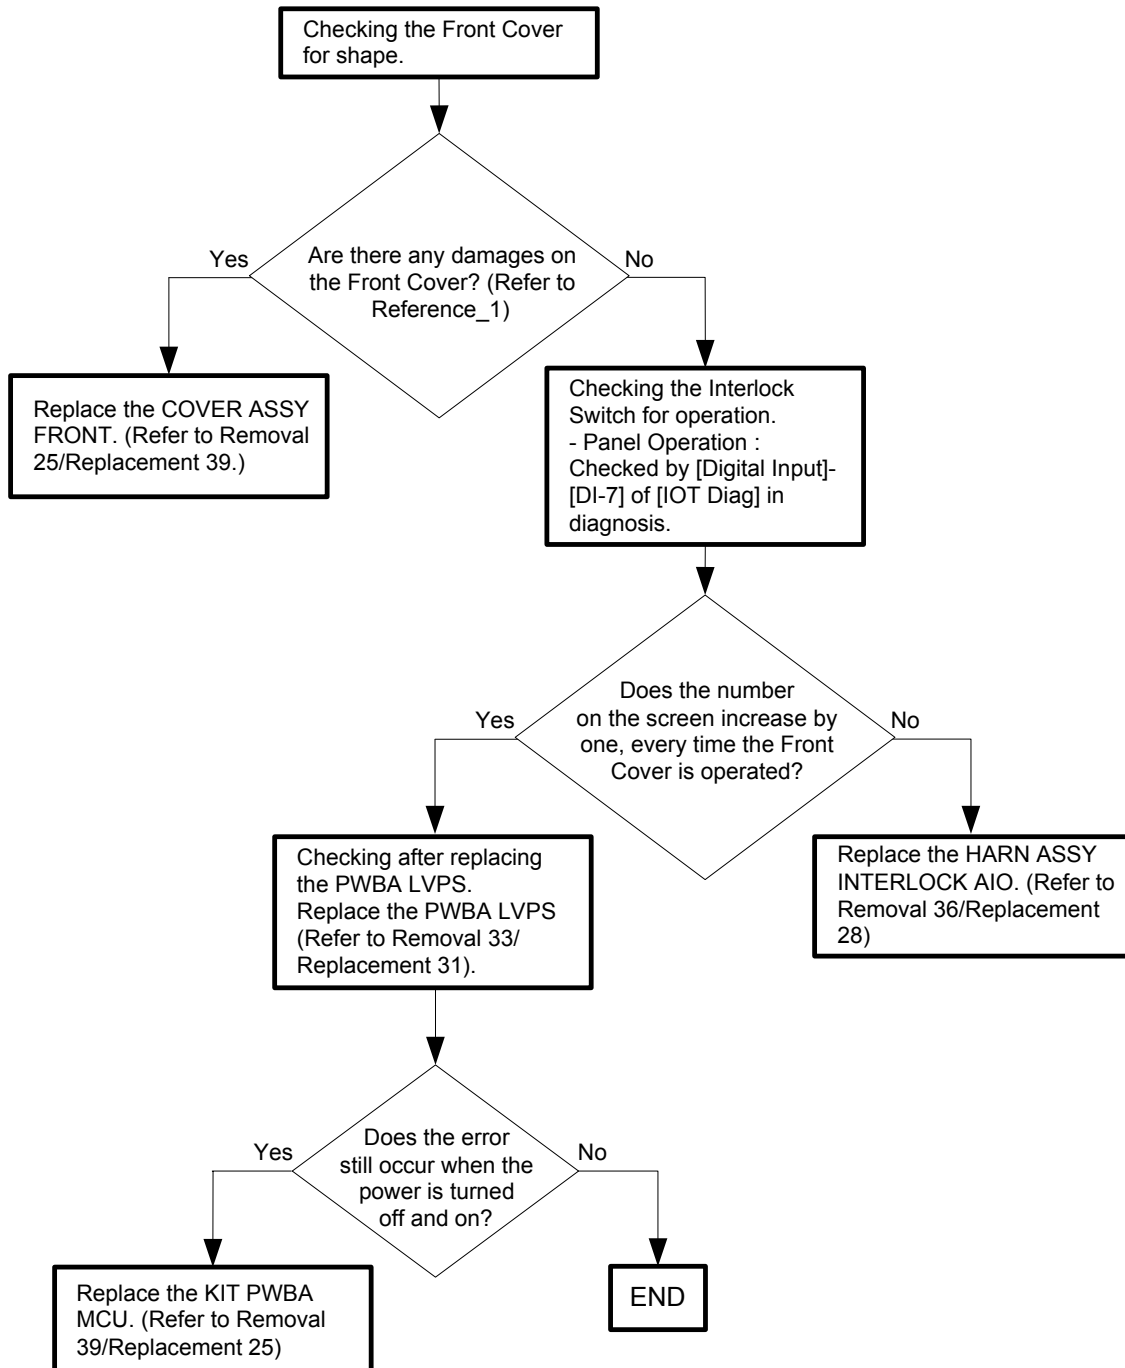 Checking the Front Cover
for shape.
Yes
Are there any damages on
the Front Cover? (Refer to
Reference_1)
No
Replace the COVER ASSY
FRONT. (Refer to Removal
25/Replacement 39.)
Checking the Interlock
Switch for operation.
- Panel Operation :
Checked by [Digital Input]-
[DI-7] of [IOT Diag] in
diagnosis.
Yes
Does the number
on the screen increase by
one, every time the Front
Cover is operated?
No
Checking after replacing
the PWBA LVPS.
Replace the PWBA LVPS
(Refer to Removal 33/
Replacement 31).
Replace the HARN ASSY
INTERLOCK AIO. (Refer to
Removal 36/Replacement
28)
Yes
Does the error
still occur when the
power is turned
off and on?
No
Replace the KIT PWBA
MCU. (Refer to Removal
39/Replacement 25)
END